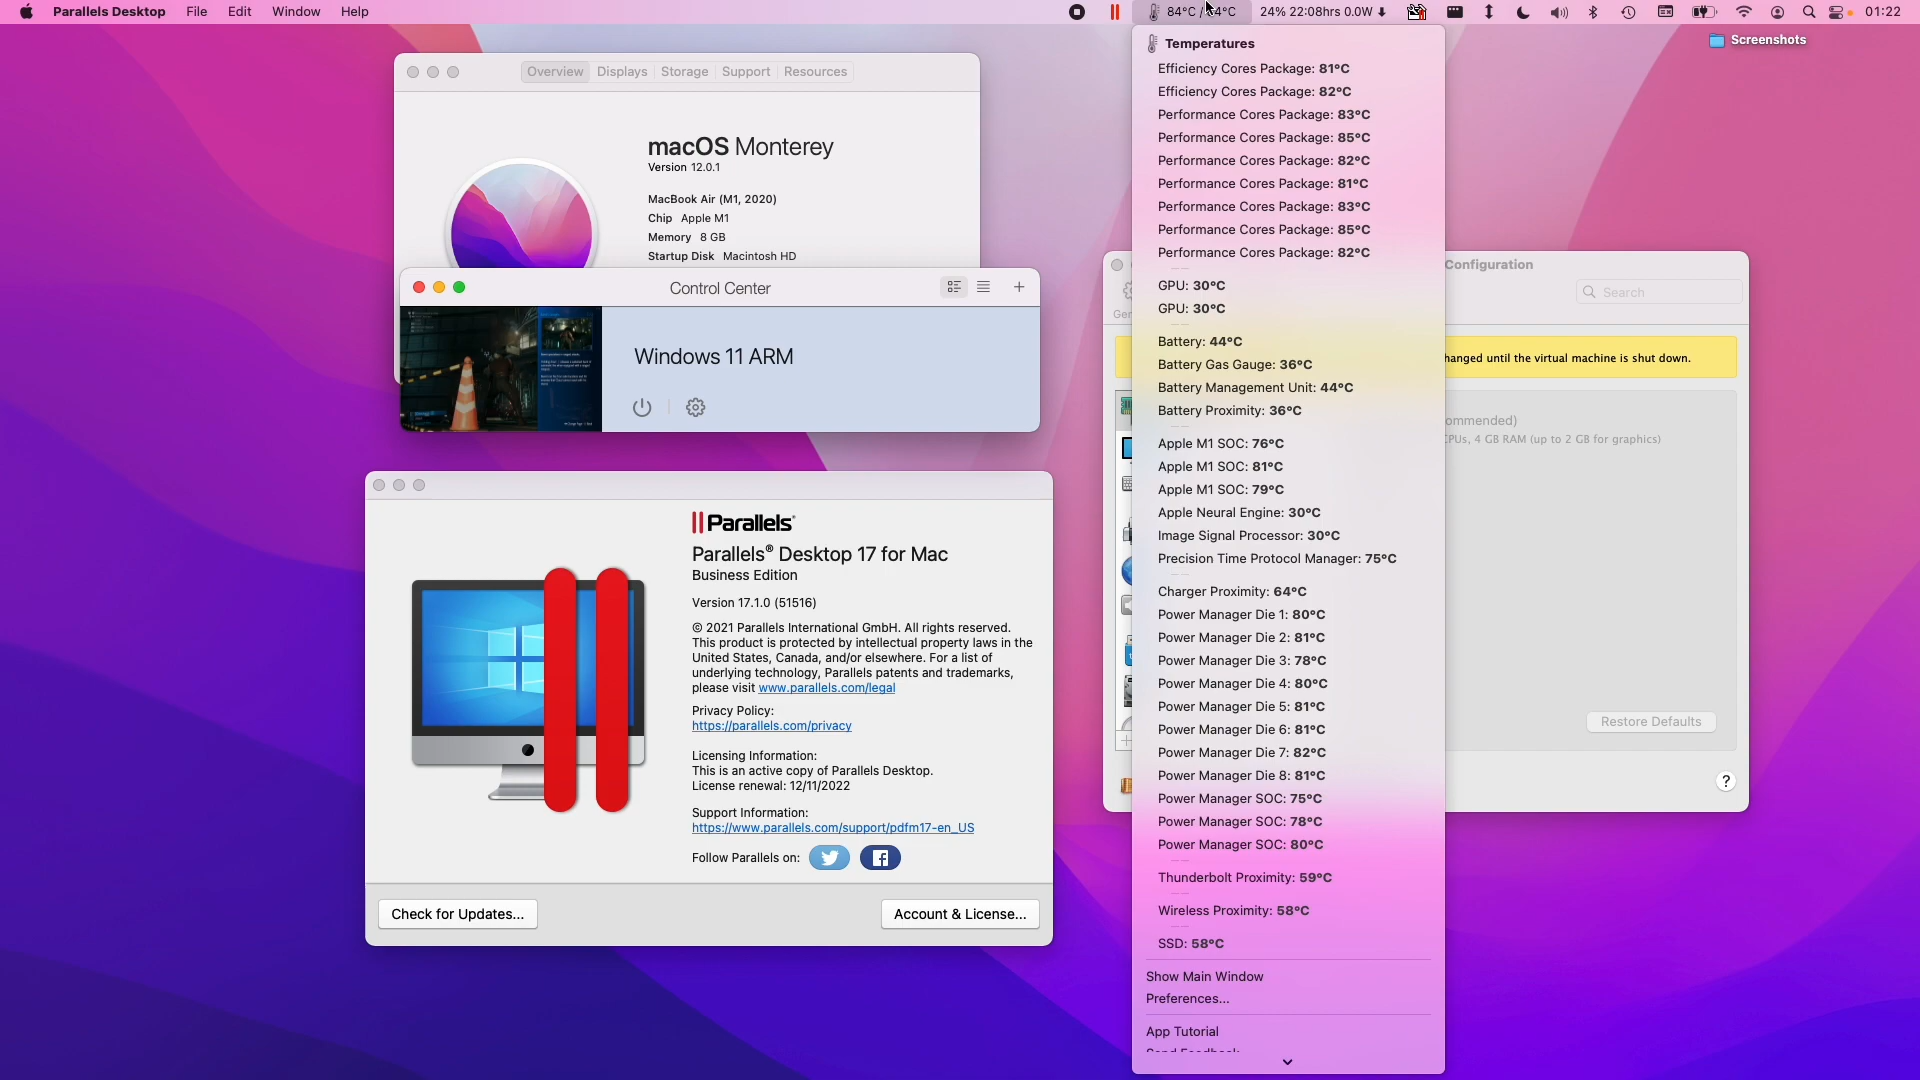 Parallels Desktop File Edit Window Help
24% 22:08hrs 0.0W 01:22
Screenshots
Overview Displays Storage Support Resources
macOS Monterey
Version 12.0.1
MacBook Air (M1, 2020)
Chip Apple M1
Memory 8 GB
Startup Disk Macintosh HD
Control Center
Windows 11 ARM
Parallels®
Parallels® Desktop 17 for Mac
Business Edition
Version 17.1.0 (51516)
© 2021 Parallels International GmbH. All rights reserved.
This product is protected by intellectual property laws in the
United States, Canada, and/or elsewhere. For a list of
underlying technology, Parallels patents and trademarks,
please visit www.parallels.com/legal
Privacy Policy:
https://parallels.com/privacy
Licensing Information:
This is an active copy of Parallels Desktop.
License renewal: 12/11/2022
Support Information:
https://www.parallels.com/support/pdfm17-en_US
Follow Parallels on:
Check for Updates...
Account & License...
Temperatures
Efficiency Cores Package: 81°C
Efficiency Cores Package: 82°C
Performance Cores Package: 83°C
Performance Cores Package: 85°C
Performance Cores Package: 82°C
Performance Cores Package: 81°C
Performance Cores Package: 83°C
Performance Cores Package: 85°C
Performance Cores Package: 82°C
GPU: 30°C
GPU: 30°C
Battery: 44°C
Battery Gas Gauge: 36°C
Battery Management Unit: 44°C
Battery Proximity: 36°C
Apple M1 SOC: 76°C
Apple M1 SOC: 81°C
Apple M1 SOC: 79°C
Apple Neural Engine: 30°C
Image Signal Processor: 30°C
Precision Time Protocol Manager: 75°C
Charger Proximity: 64°C
Power Manager Die 1: 80°C
Power Manager Die 2: 81°C
Power Manager Die 3: 78°C
Power Manager Die 4: 80°C
Power Manager Die 5: 81°C
Power Manager Die 6: 81°C
Power Manager Die 7: 82°C
Power Manager Die 8: 81°C
Power Manager SOC: 75°C
Power Manager SOC: 78°C
Power Manager SOC: 80°C
Thunderbolt Proximity: 59°C
Wireless Proximity: 58°C
SSD: 58°C
Show Main Window
Preferences...
App Tutorial
Configuration
Search
Ger
hanged until the virtual machine is shut down.
ommended)
CPUs, 4 GB RAM (up to 2 GB for graphics)
Restore Defaults
?